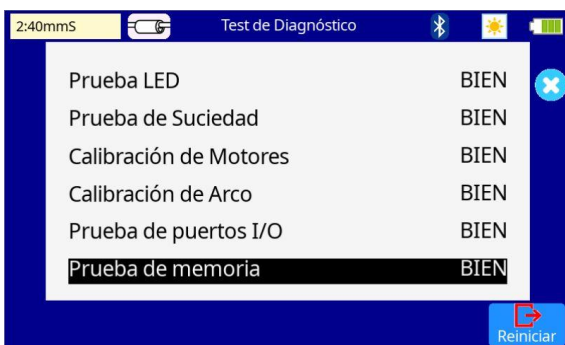 2:40mmS Test de Diagnóstico
Prueba LED BIEN
Prueba de Suciedad BIEN
Calibración de Motores BIEN
Calibración de Arco BIEN
Prueba de puertos I/O BIEN
Prueba de memoria BIEN
Reiniciar